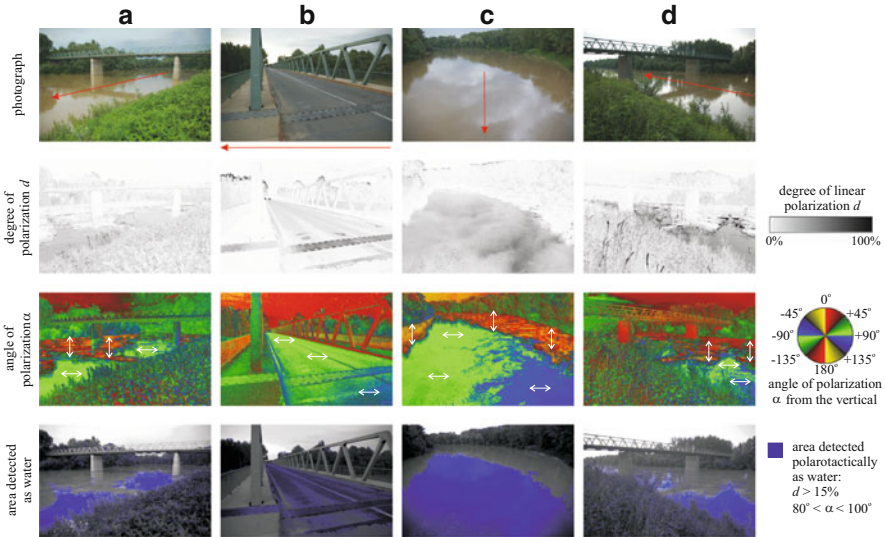 a b c d
photograph
degree of
polarization d
degree of linear
polarization d
0% 100%
angle of
polarization α
0°
-45° +45°
-90° +90°
-135° +135°
180°
angle of polarization
α from the vertical
area detected
as water
area detected
polarotactically
as water:
d > 15%
80° < α < 100°